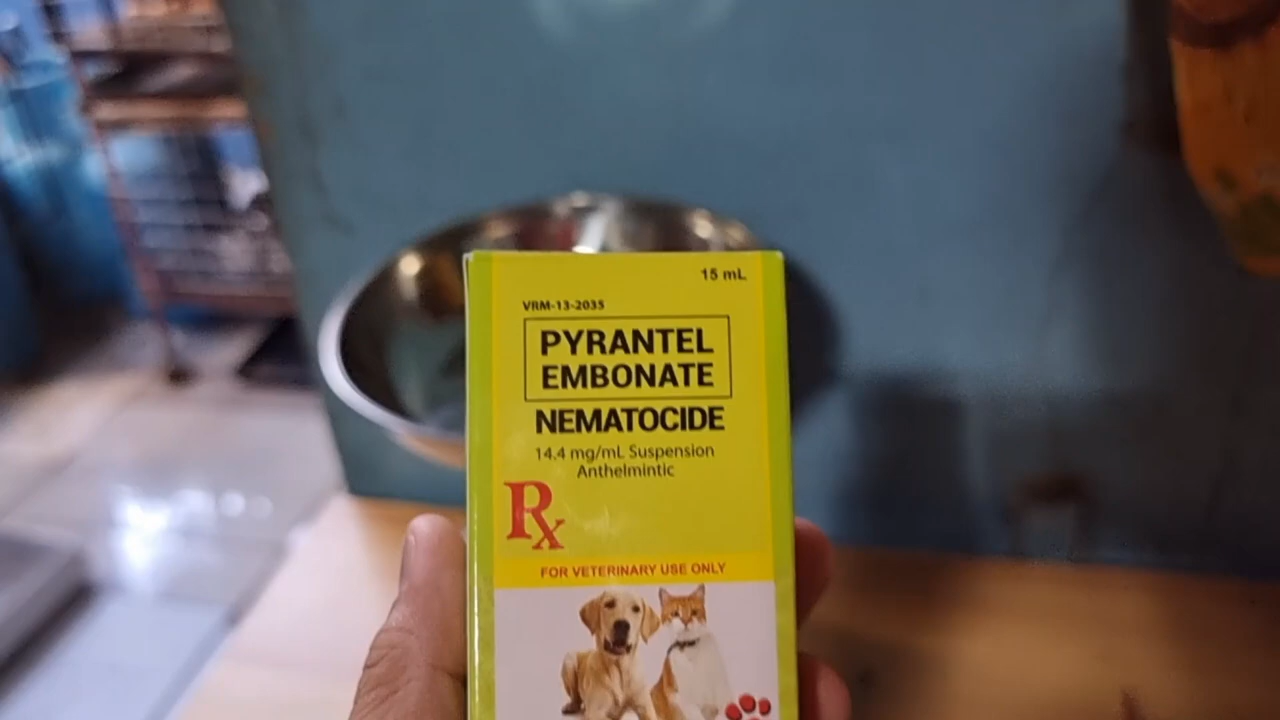 15 mL
VRM-13-2035
PYRANTEL
EMBONATE
NEMATOCIDE
14.4 mg/mL Suspension
Anthelmintic
Rx
FOR VETERINARY USE ONLY